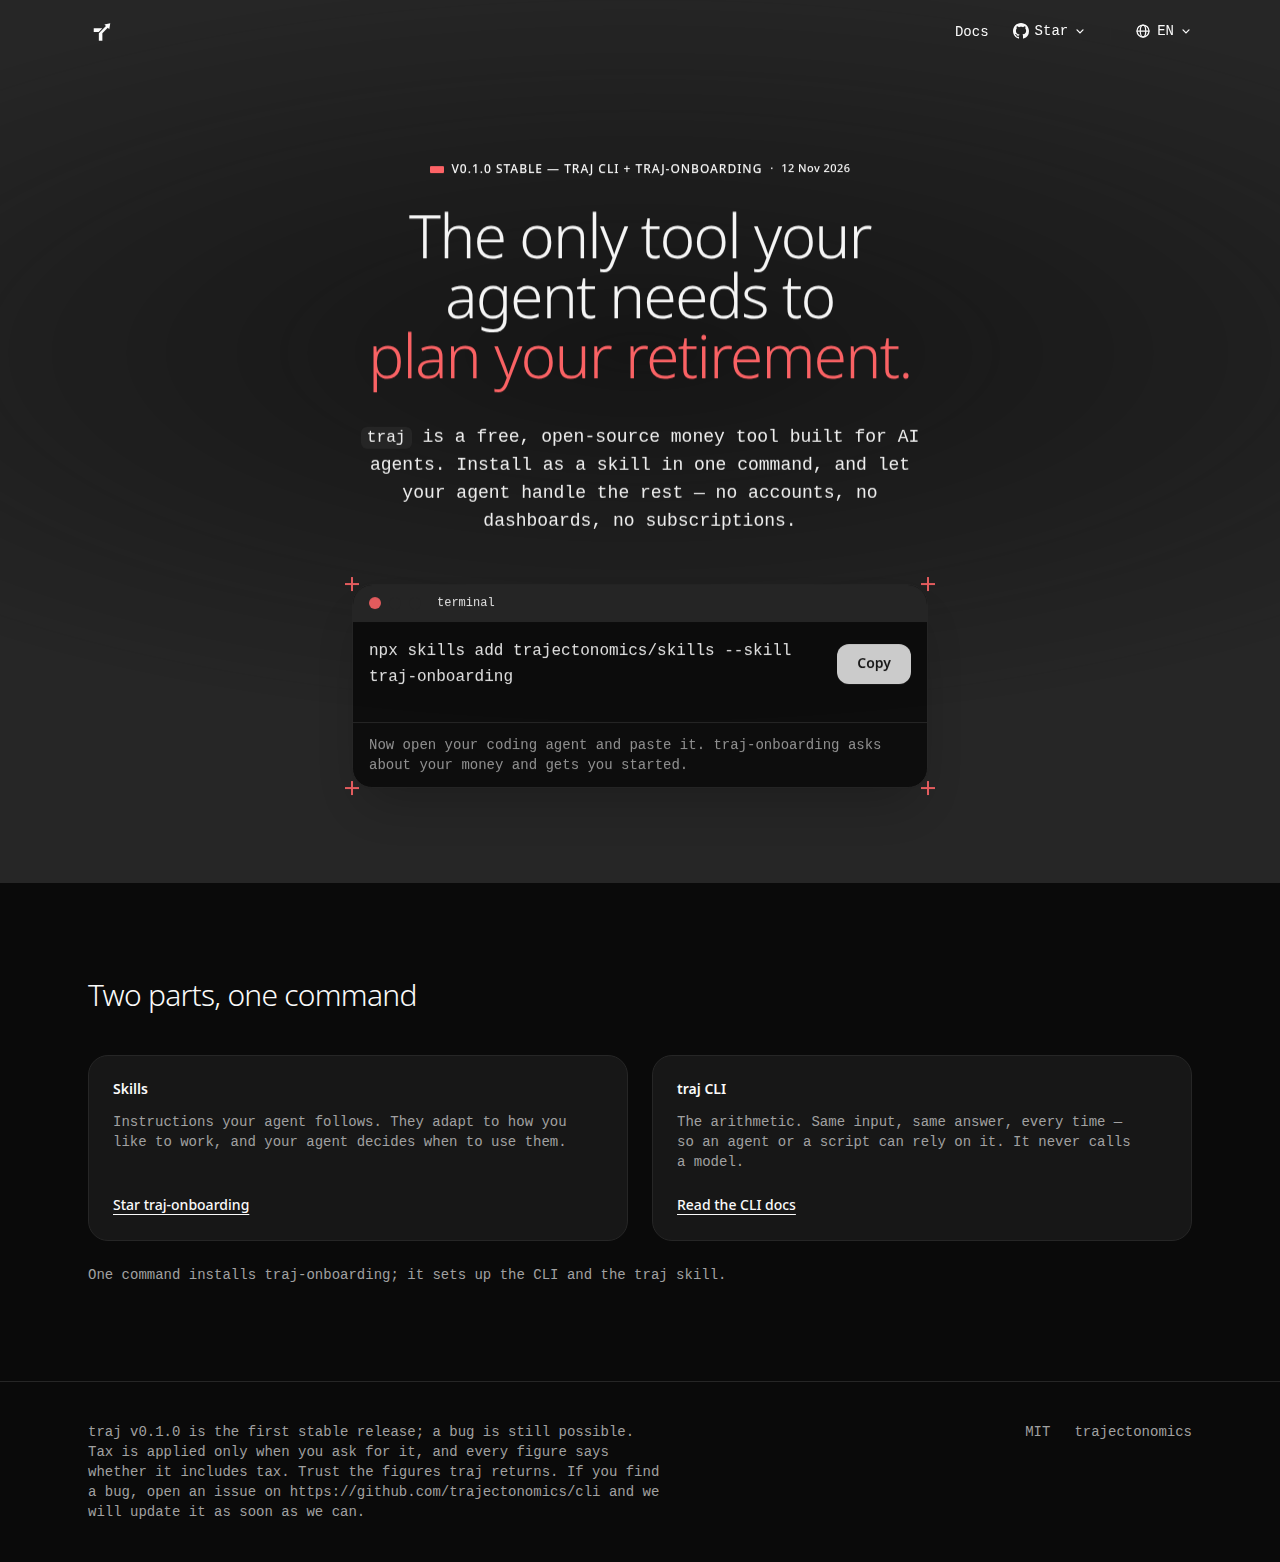 Docs
Star
EN
V0.1.0 STABLE — TRAJ CLI + TRAJ-ONBOARDING · 12 Nov 2026
The only tool your
agent needs to
plan your retirement.
traj is a free, open-source money tool built for AI
agents. Install as a skill in one command, and let
your agent handle the rest — no accounts, no
dashboards, no subscriptions.
terminal
npx skills add trajectonomics/skills --skill
traj-onboarding
Copy
Now open your coding agent and paste it. traj-onboarding asks
about your money and gets you started.
Two parts, one command
Skills
Instructions your agent follows. They adapt to how you
like to work, and your agent decides when to use them.
Star traj-onboarding
traj CLI
The arithmetic. Same input, same answer, every time —
so an agent or a script can rely on it. It never calls
a model.
Read the CLI docs
One command installs traj-onboarding; it sets up the CLI and the traj skill.
traj v0.1.0 is the first stable release; a bug is still possible.
Tax is applied only when you ask for it, and every figure says
whether it includes tax. Trust the figures traj returns. If you find
a bug, open an issue on https://github.com/trajectonomics/cli and we
will update it as soon as we can.
MIT
trajectonomics